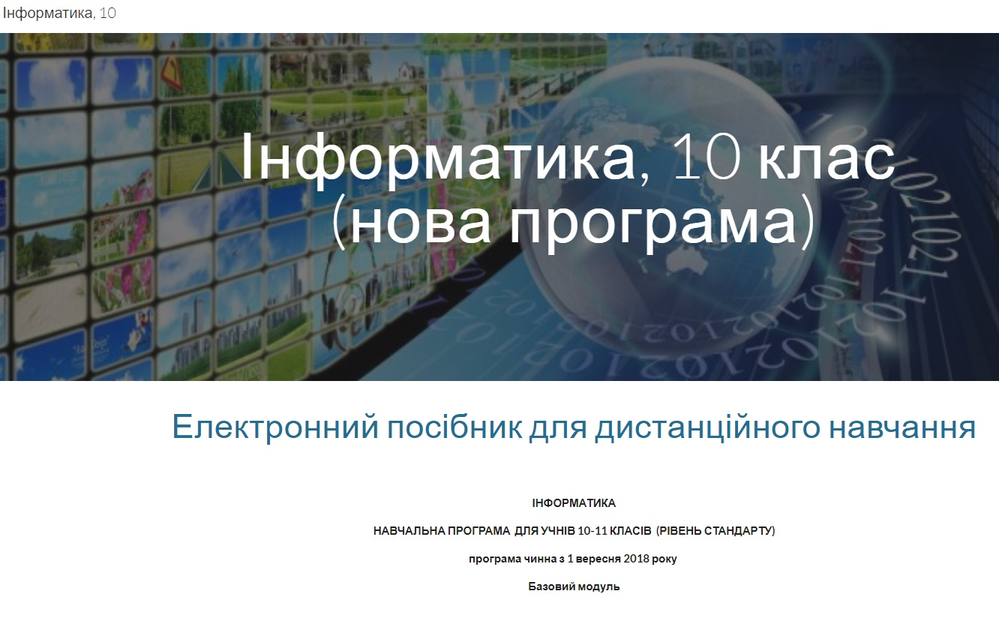 Інформатика, 10
Інформатика, 10 клас
(нова програма)
Електронний посібник для дистанційного навчання
ІНФОРМАТИКА
НАВЧАЛЬНА ПРОГРАМА ДЛЯ УЧНІВ 10-11 КЛАСІВ (РІВЕНЬ СТАНДАРТУ)
програма чинна з 1 вересня 2018 року
Базовий модуль